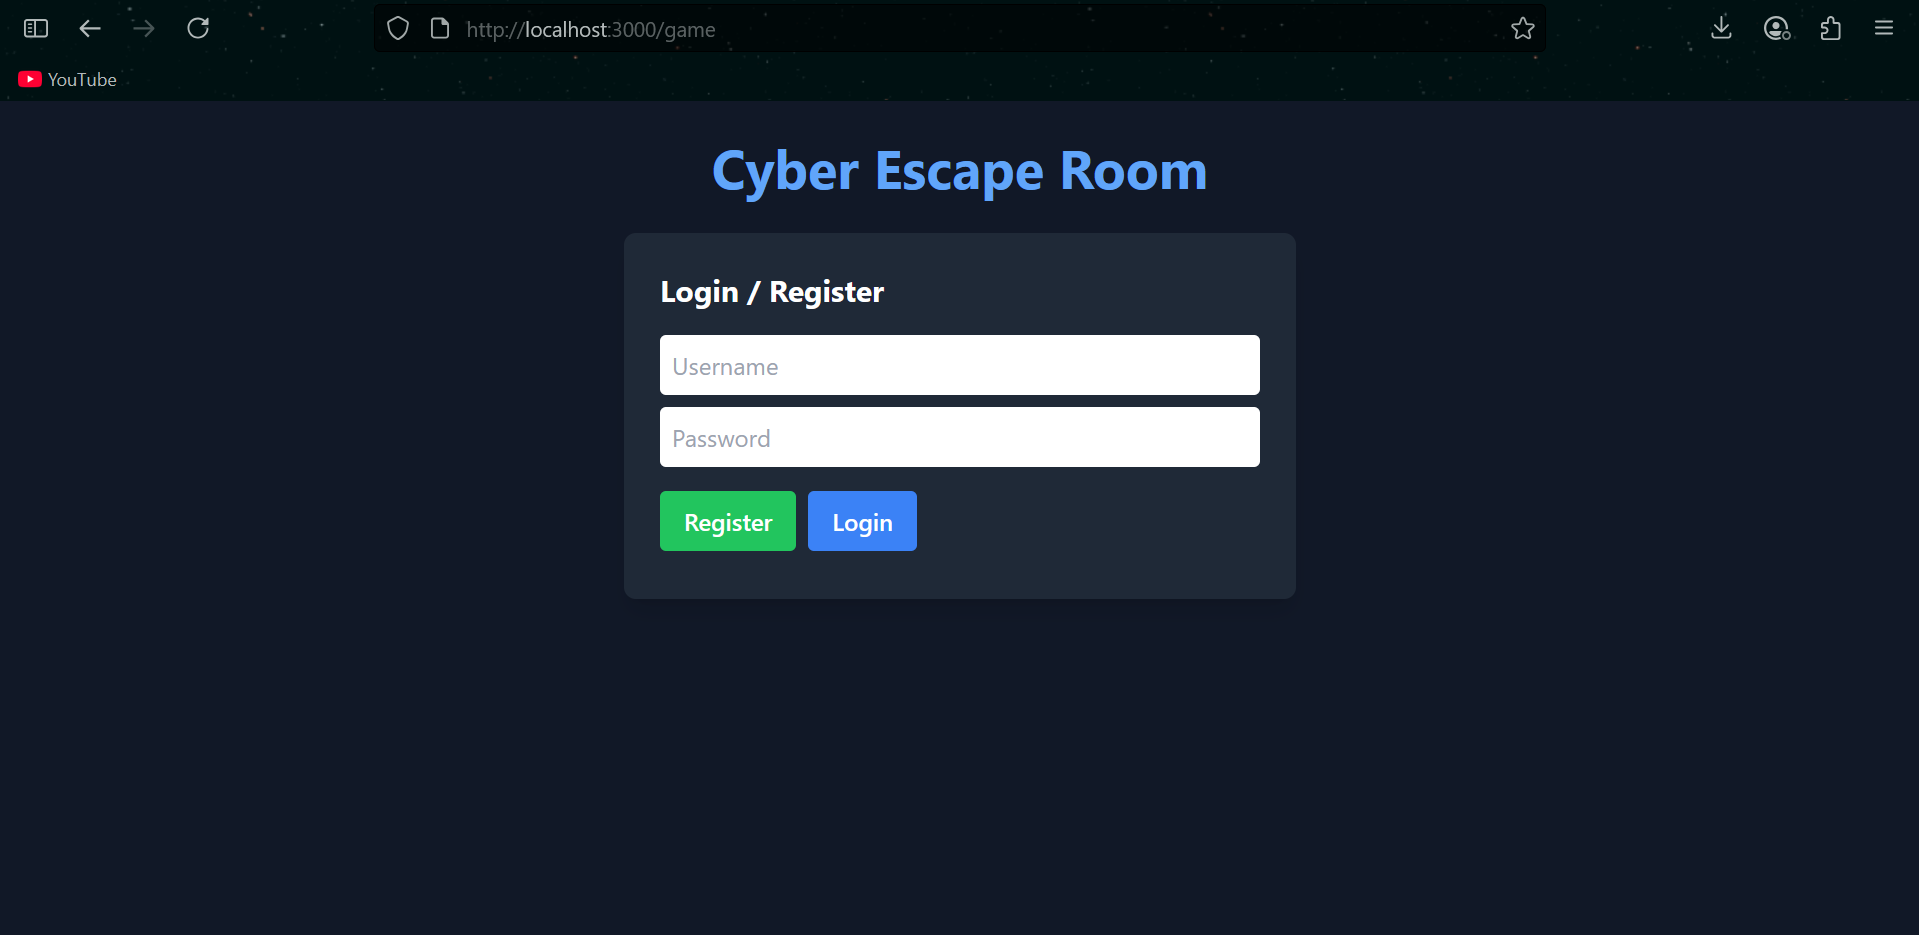 http://localhost:3000/game
YouTube
Cyber Escape Room
Login / Register
Username
Password
Register Login